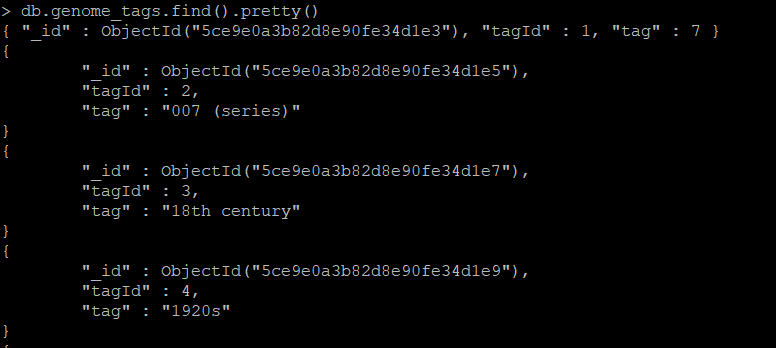 > db.genome_tags.find().pretty()
{ "_id" : ObjectId("5ce9e0a3b82d8e90fe34d1e3"), "tagId" : 1, "tag" : 7 }
{
        "_id" : ObjectId("5ce9e0a3b82d8e90fe34d1e5"),
        "tagId" : 2,
        "tag" : "007 (series)"
}
{
        "_id" : ObjectId("5ce9e0a3b82d8e90fe34d1e7"),
        "tagId" : 3,
        "tag" : "18th century"
}
{
        "_id" : ObjectId("5ce9e0a3b82d8e90fe34d1e9"),
        "tagId" : 4,
        "tag" : "1920s"
}